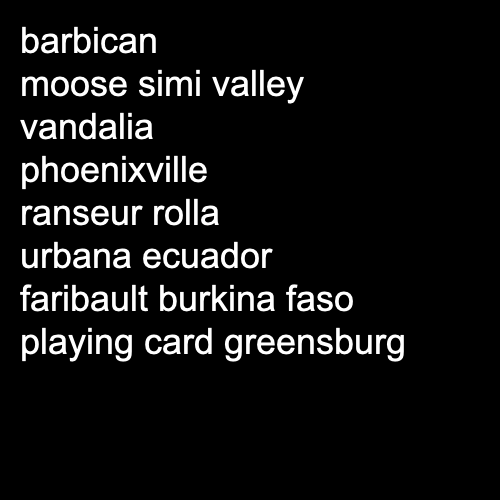 barbican
moose simi valley
vandalia
phoenixville
ranseur rolla
urbana ecuador
faribault burkina faso
playing card greensburg